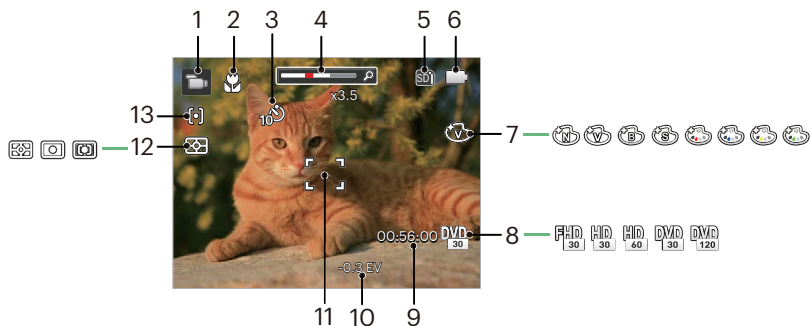 1 2 3 4 5 6
SD
x3.5
13
10
V
7
N V B S
12
00:56:00
DVD
30
8
FHD 30 HD 30 HD 60 DVD 30 DVD 120
-0.3 EV
11 10 9